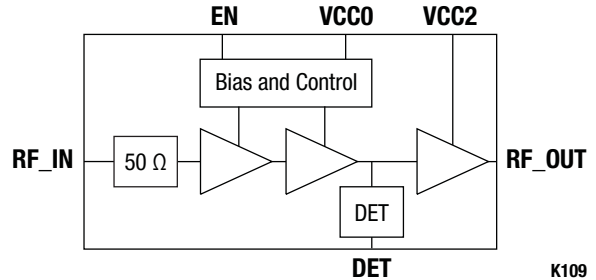 EN VCC0 VCC2
Bias and Control
RF_IN 50 Ω RF_OUT
DET
DET
K109